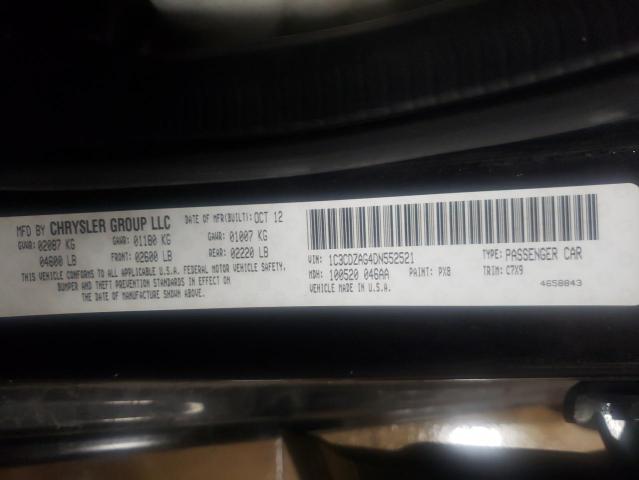 MFD BY CHRYSLER GROUP LLC DATE OF MFR(BUILT): OCT 12
GVWR: 02087 KG GAWR: 01180 KG GAWR: 01007 KG
04600 LB FRONT: 02600 LB REAR: 02220 LB
THIS VEHICLE CONFORMS TO ALL APPLICABLE U.S.A. FEDERAL MOTOR VEHICLE SAFETY,
BUMPER AND THEFT PREVENTION STANDARDS IN EFFECT ON
THE DATE OF MANUFACTURE SHOWN ABOVE.
VIN: 1C3CDZAG4DN552521 TYPE: PASSENGER CAR
MDH: 100520 046AA PAINT: PX8 TRIM: C7X9
VEHICLE MADE IN U.S.A. 4658843